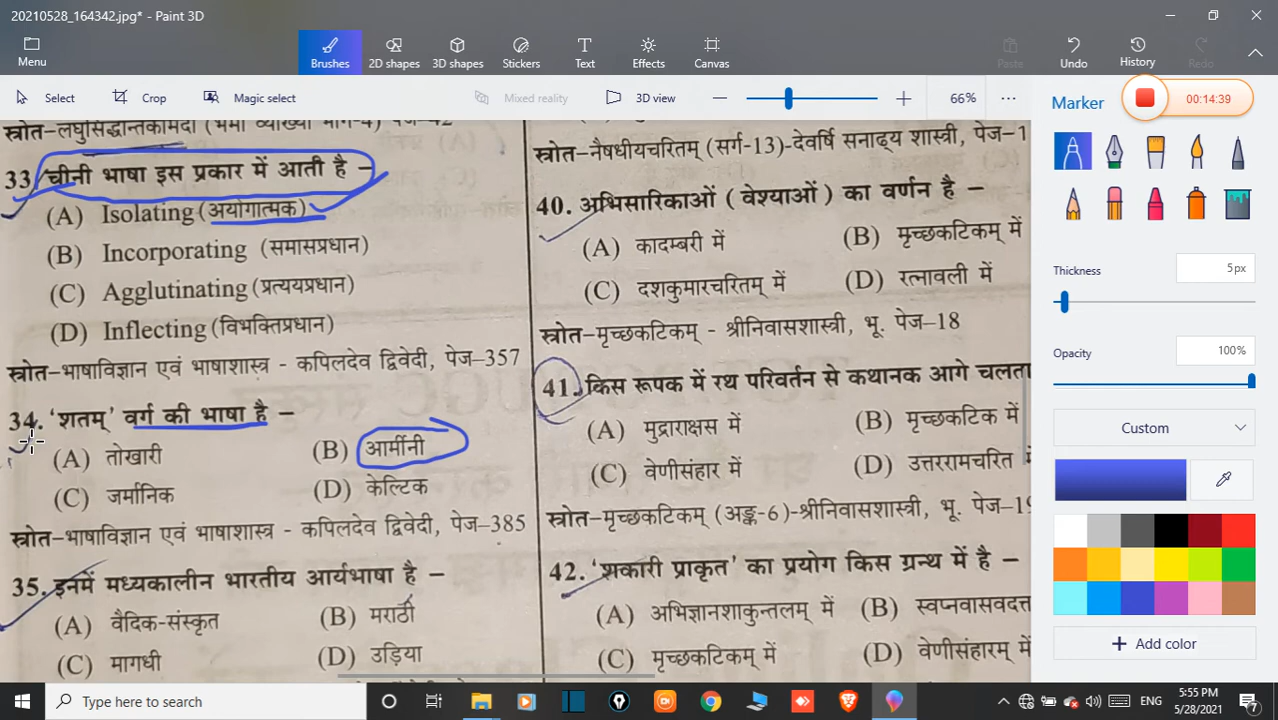 20210528_164342.jpg* - Paint 3D
Menu
Brushes
2D shapes
3D shapes
Stickers
Text
Effects
Canvas
Paste
Undo
History
Redo
Select
Crop
Magic select
Mixed reality
3D view
66%
Marker
00:14:39
Thickness
5px
Opacity
100%
Custom
Add color
33 चीनी भाषा इस प्रकार में आती है –
(A) Isolating (अयोगात्मक)
(B) Incorporating (समासप्रधान)
(C) Agglutinating (प्रत्ययप्रधान)
(D) Inflecting (विभक्तिप्रधान)
स्त्रोत–भाषाविज्ञान एवं भाषाशास्त्र - कपिलदेव द्विवेदी, पेज–357
34. ‘शतम्’ वर्ग की भाषा है –
(A) तोखारी (B) आर्मीनी
(C) जर्मानिक (D) केल्टिक
स्त्रोत–भाषाविज्ञान एवं भाषाशास्त्र - कपिलदेव द्विवेदी, पेज–385
35. इनमें मध्यकालीन भारतीय आर्यभाषा है –
(A) वैदिक-संस्कृत (B) मराठी
(C) मागधी (D) उड़िया
स्त्रोत–नैषधीयचरितम् (सर्ग-13)-देवर्षि सनाढ्य शास्त्री, पेज–1
40. अभिसारिकाओं (वेश्याओं) का वर्णन है –
(A) कादम्बरी में (B) मृच्छकटिकम् में
(C) दशकुमारचरितम् में (D) रत्नावली में
स्त्रोत–मृच्छकटिकम् - श्रीनिवासशास्त्री, भू. पेज–18
41. किस रूपक में रथ परिवर्तन से कथानक आगे चलता
(A) मुद्राराक्षस में (B) मृच्छकटिक में
(C) वेणीसंहार में (D) उत्तररामचरित में
स्त्रोत–मृच्छकटिकम् (अङ्क-6)-श्रीनिवासशास्त्री, भू. पेज–19
42. ‘शकारी प्राकृत’ का प्रयोग किस ग्रन्थ में है –
(A) अभिज्ञानशाकुन्तलम् में (B) स्वप्नवासवदत्त
(C) मृच्छकटिकम् में (D) वेणीसंहारम् में
Type here to search
ENG
5:55 PM
5/28/2021
7